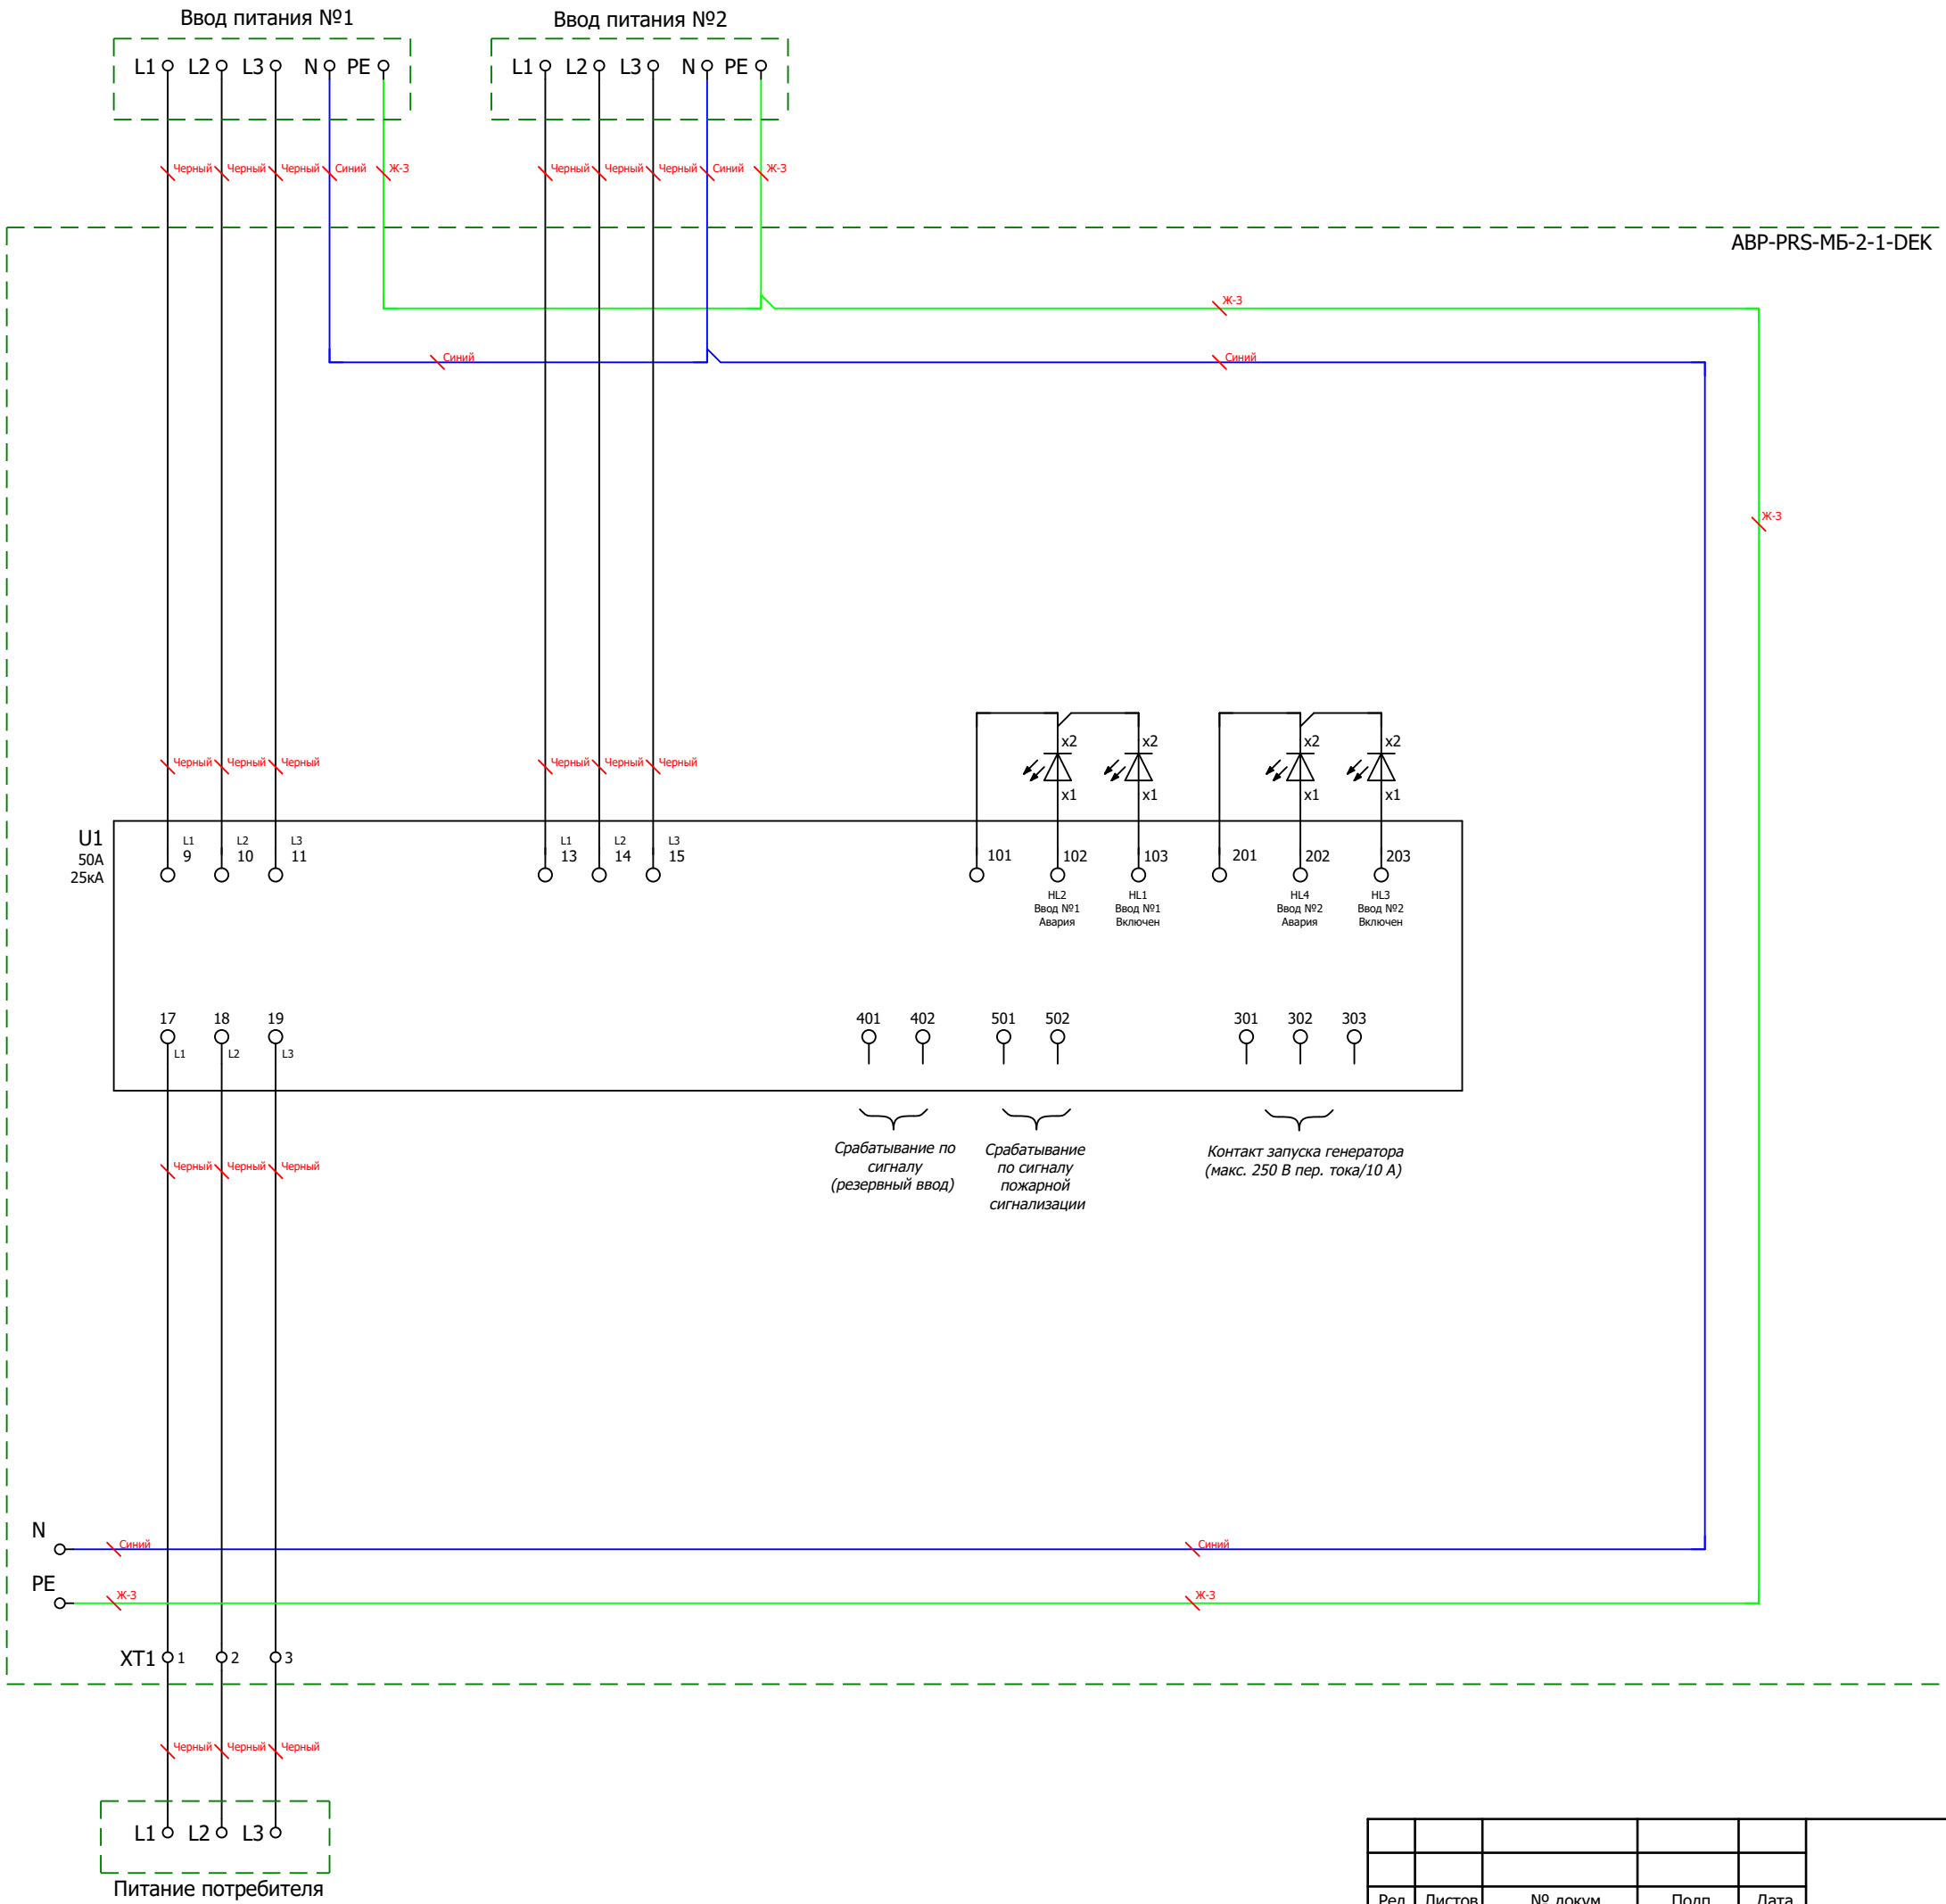 Ввод питания №1
Ввод питания №2
L1 L2 L3 N PE
L1 L2 L3 N PE
Черный Черный Черный Синий Ж-З
Черный Черный Черный Синий Ж-З
АВР-PRS-МБ-2-1-DEK
Ж-З
Синий
Синий
Ж-З
x2 x2 x2 x2
Черный Черный Черный
Черный Черный Черный
x1 x1 x1 x1
U1
50А
25кА
L1 L2 L3
9 10 11
L1 L2 L3
13 14 15
101 102 103 201 202 203
HL2
Ввод №1
Авария
HL1
Ввод №1
Включен
HL4
Ввод №2
Авария
HL3
Ввод №2
Включен
17 18 19
L1 L2 L3
401 402 501 502 301 302 303
Срабатывание по
сигналу
(резервный ввод)
Срабатывание
по сигналу
пожарной
сигнализации
Контакт запуска генератора
(макс. 250 В пер. тока/10 А)
Черный Черный Черный
N
Синий
Синий
PE
Ж-З
Ж-З
XT1 1 2 3
Черный Черный Черный
L1 L2 L3
Питание потребителя
Ред Листов № докум Подп Дата